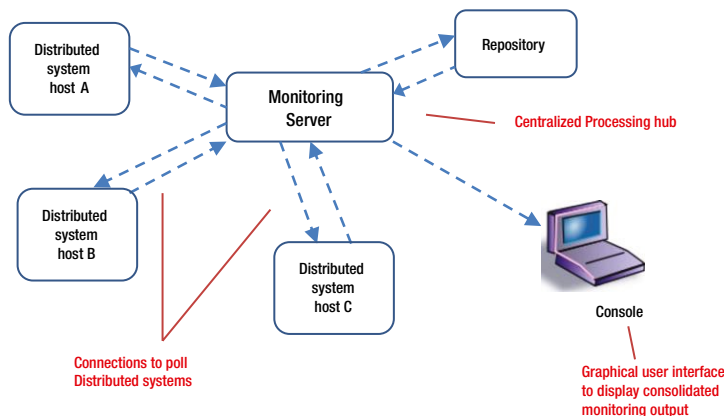 Distributed
system
host A
Repository
Monitoring
Server
Centralized Processing hub
Distributed
system
host B
Distributed
system
host C
Console
Connections to poll
Distributed systems
Graphical user interface
to display consolidated
monitoring output